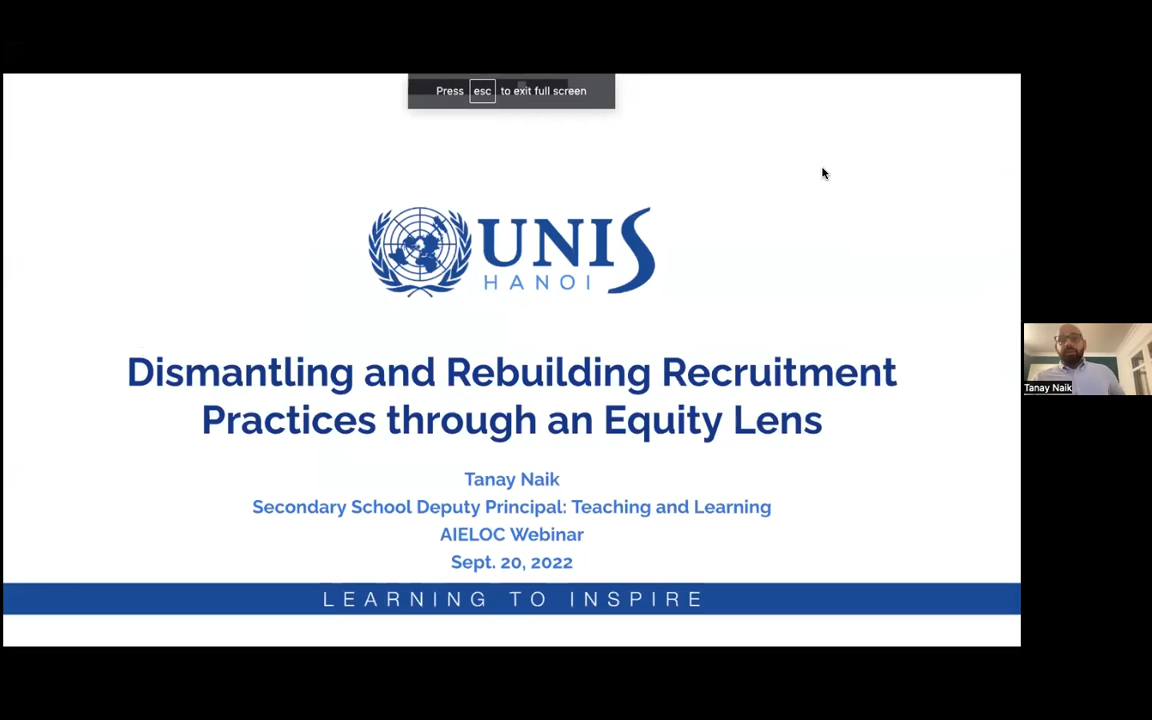 Press esc to exit full screen
UNIS
HANOI
Dismantling and Rebuilding Recruitment
Practices through an Equity Lens
Tanay Naik
Secondary School Deputy Principal: Teaching and Learning
AIELOC Webinar
Sept. 20, 2022
LEARNING TO INSPIRE
Tanay Naik